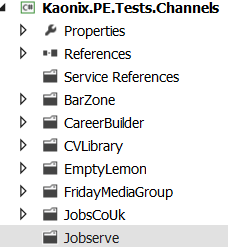 C#
Kaonix.PE.Tests.Channels
Properties
References
Service References
BarZone
CareerBuilder
CVLibrary
EmptyLemon
FridayMediaGroup
JobsCoUk
Jobserve